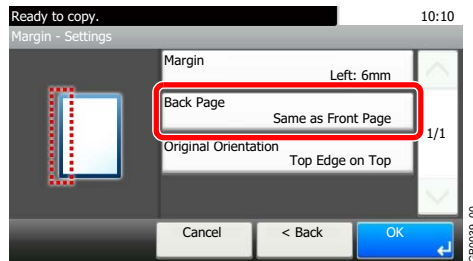 Ready to copy.
10:10
Margin - Settings
Margin
Left: 6mm
Back Page
Same as Front Page
1/1
Original Orientation
Top Edge on Top
Cancel
< Back
OK